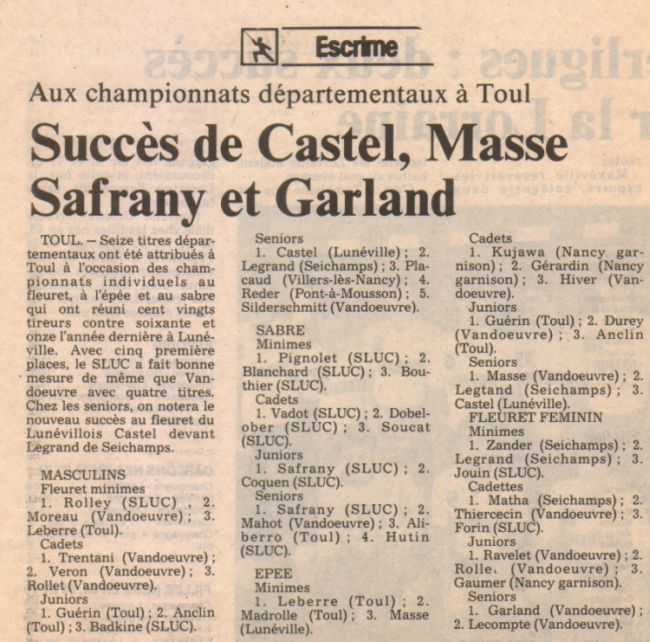 Escrime
Aux championnats départementaux à Toul
Succès de Castel, Masse
Safrany et Garland
TOUL. – Seize titres dépar-
tementaux ont été attribués à
Toul à l'occasion des cham-
pionnats individuels au
fleuret, à l'épée et au sabre
qui ont réuni cent vingts
tireurs contre soixante et
onze l'année dernière à Luné-
ville. Avec cinq première
places, le SLUC a fait bonne
mesure de même que Van-
doeuvre avec quatre titres.
Chez les seniors, on notera le
nouveau succès au fleuret du
Lunévillois Castel devant
Legrand de Seichamps.
MASCULINS
Fleuret minimes
1. Rolley (SLUC) ; 2.
Moreau (Vandoeuvre) ; 3.
Leberre (Toul).
Cadets
1. Trentani (Vandoeuvre) ;
2. Veron (Vandoeuvre) ; 3.
Rollet (Vandoeuvre).
Juniors
1. Guérin (Toul) ; 2. Anclin
(Toul) ; 3. Badkine (SLUC).
Seniors
1. Castel (Lunéville) ; 2.
Legrand (Seichamps) ; 3. Pla-
caud (Villers-lès-Nancy) ; 4.
Reder (Pont-à-Mousson) ; 5.
Silderschmitt (Vandoeuvre).
SABRE
Minimes
1. Pignolet (SLUC) ; 2.
Blanchard (SLUC) ; 3. Bou-
thier (SLUC).
Cadets
1. Vadot (SLUC) ; 2. Dobel-
ober (SLUC) ; 3. Soucat
(SLUC).
Juniors
1. Safrany (SLUC) ; 2.
Coquen (SLUC).
Seniors
1. Safrany (SLUC) ; 2.
Mahot (Vandoeuvre) ; 3. Ali-
berro (Toul) ; 4. Hutin
(SLUC).
EPEE
Minimes
1. Leberre (Toul) ; 2.
Madrolle (Toul) ; 3. Masse
(Lunéville).
Cadets
1. Kujawa (Nancy gar-
nison) ; 2. Gérardin (Nancy
garnison) ; 3. Hiver (Van-
doeuvre).
Juniors
1. Guérin (Toul) ; 2. Durey
(Vandoeuvre) ; 3. Anclin
(Toul).
Seniors
1. Masse (Vandoeuvre) ; 2.
Legtand (Seichamps) ; 3.
Castel (Lunéville).
FLEURET FEMININ
Minimes
1. Zander (Seichamps) ; 2.
Legrand (Seichamps) ; 3.
Jouin (SLUC).
Cadettes
1. Matha (Seichamps) ; 2.
Thiercecin (Vandoeuvre) ; 3.
Forin (SLUC).
Juniors
1. Ravelet (Vandoeuvre) ; 2.
(Vandoeuvre) ; 3.
Gaumer (Nancy garnison).
Seniors
1. Garland (Vandoeuvre) ;
2. Lecompte (Vandoeuvre).